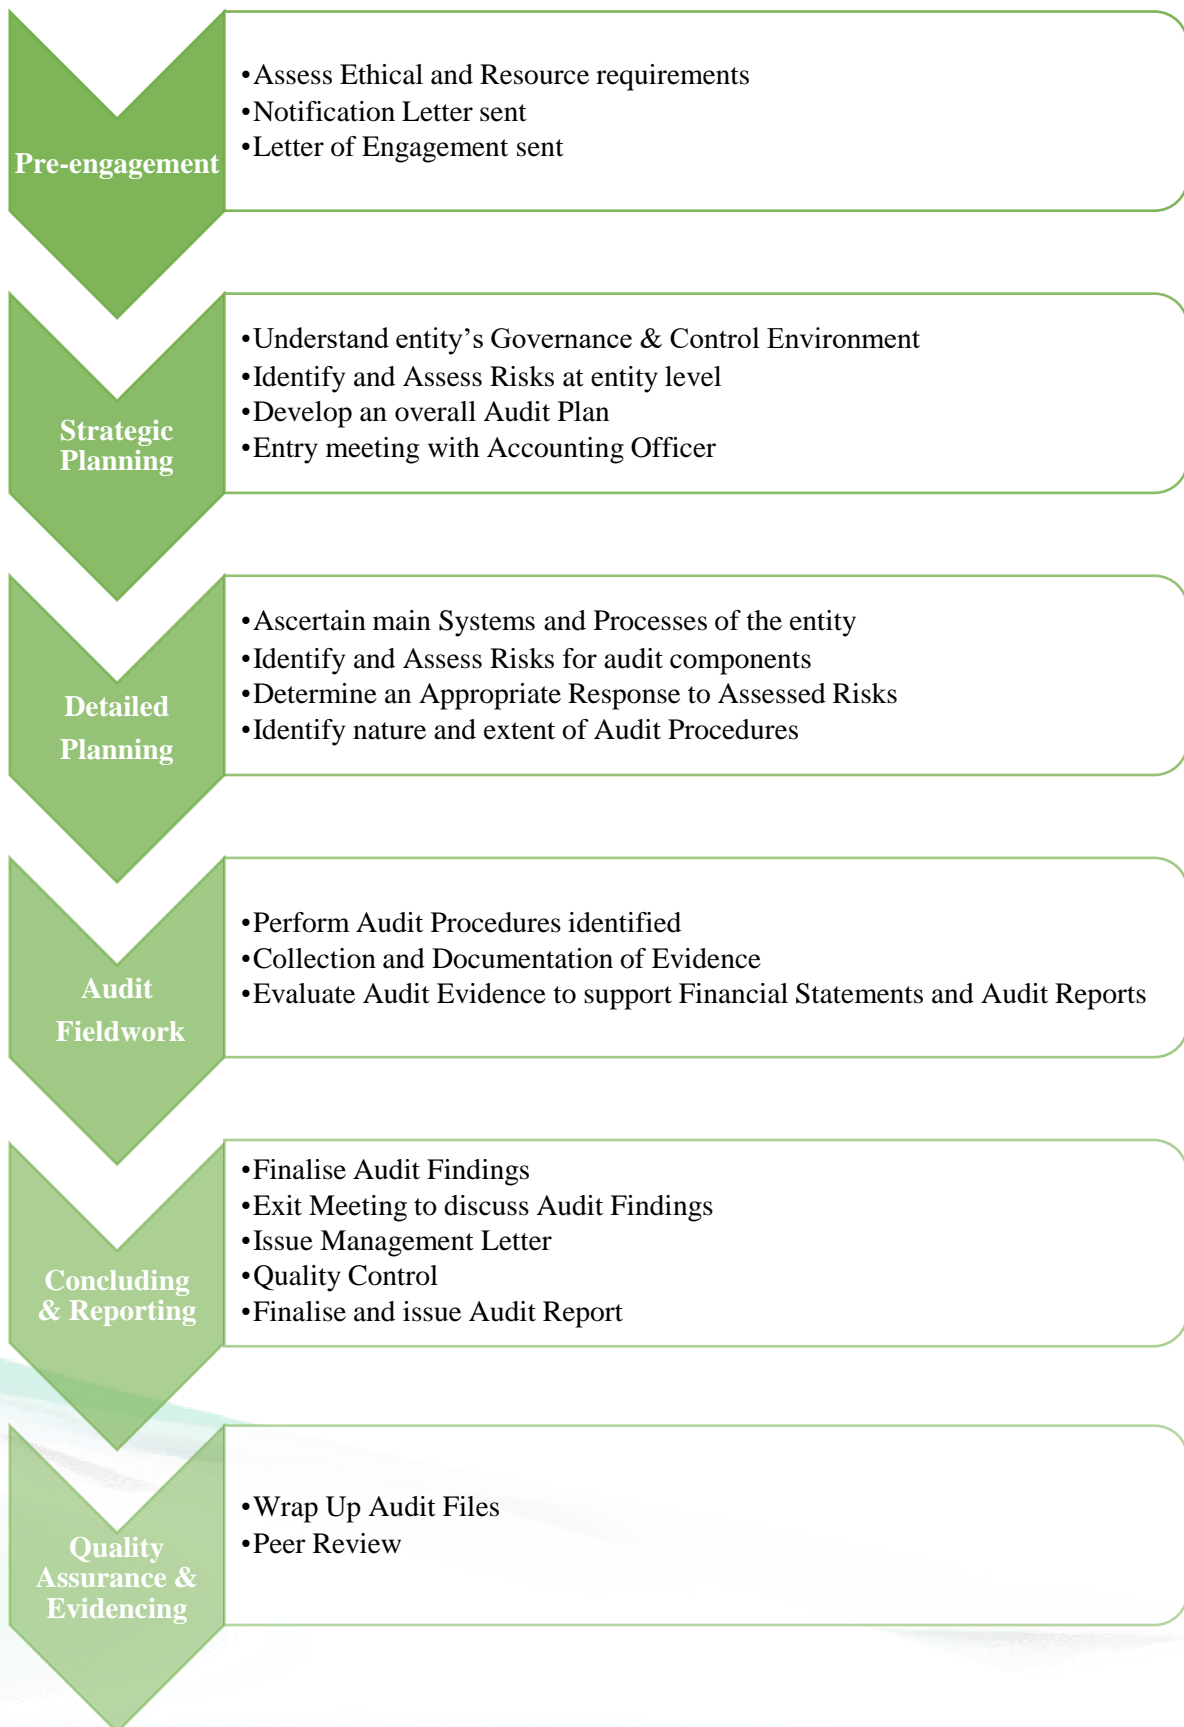 Pre-engagement
•Assess Ethical and Resource requirements
•Notification Letter sent
•Letter of Engagement sent
Strategic
Planning
•Understand entity’s Governance & Control Environment
•Identify and Assess Risks at entity level
•Develop an overall Audit Plan
•Entry meeting with Accounting Officer
Detailed
Planning
•Ascertain main Systems and Processes of the entity
•Identify and Assess Risks for audit components
•Determine an Appropriate Response to Assessed Risks
•Identify nature and extent of Audit Procedures
Audit
Fieldwork
•Perform Audit Procedures identified
•Collection and Documentation of Evidence
•Evaluate Audit Evidence to support Financial Statements and Audit Reports
Concluding
& Reporting
•Finalise Audit Findings
•Exit Meeting to discuss Audit Findings
•Issue Management Letter
•Quality Control
•Finalise and issue Audit Report
Quality
Assurance &
Evidencing
•Wrap Up Audit Files
•Peer Review